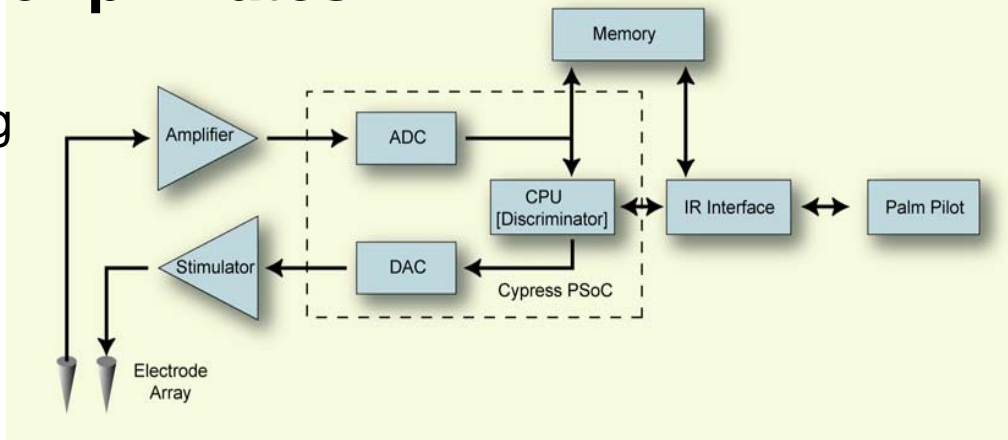 Memory
Amplifier
ADC
CPU
[Discriminator]
IR Interface
Palm Pilot
Stimulator
DAC
Cypress PSoC
Electrode
Array